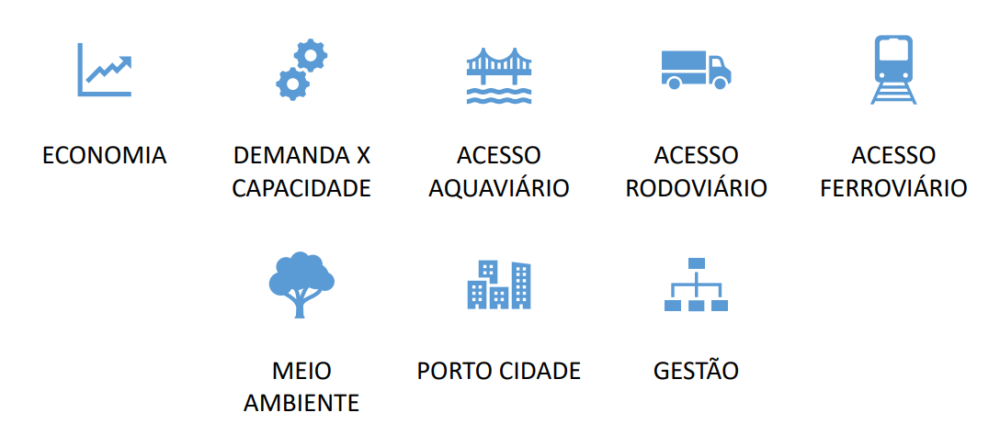 ECONOMIA
DEMANDA X
CAPACIDADE
ACESSO
AQUAVIÁRIO
ACESSO
RODOVIÁRIO
ACESSO
FERROVIÁRIO
MEIO
AMBIENTE
PORTO CIDADE
GESTÃO